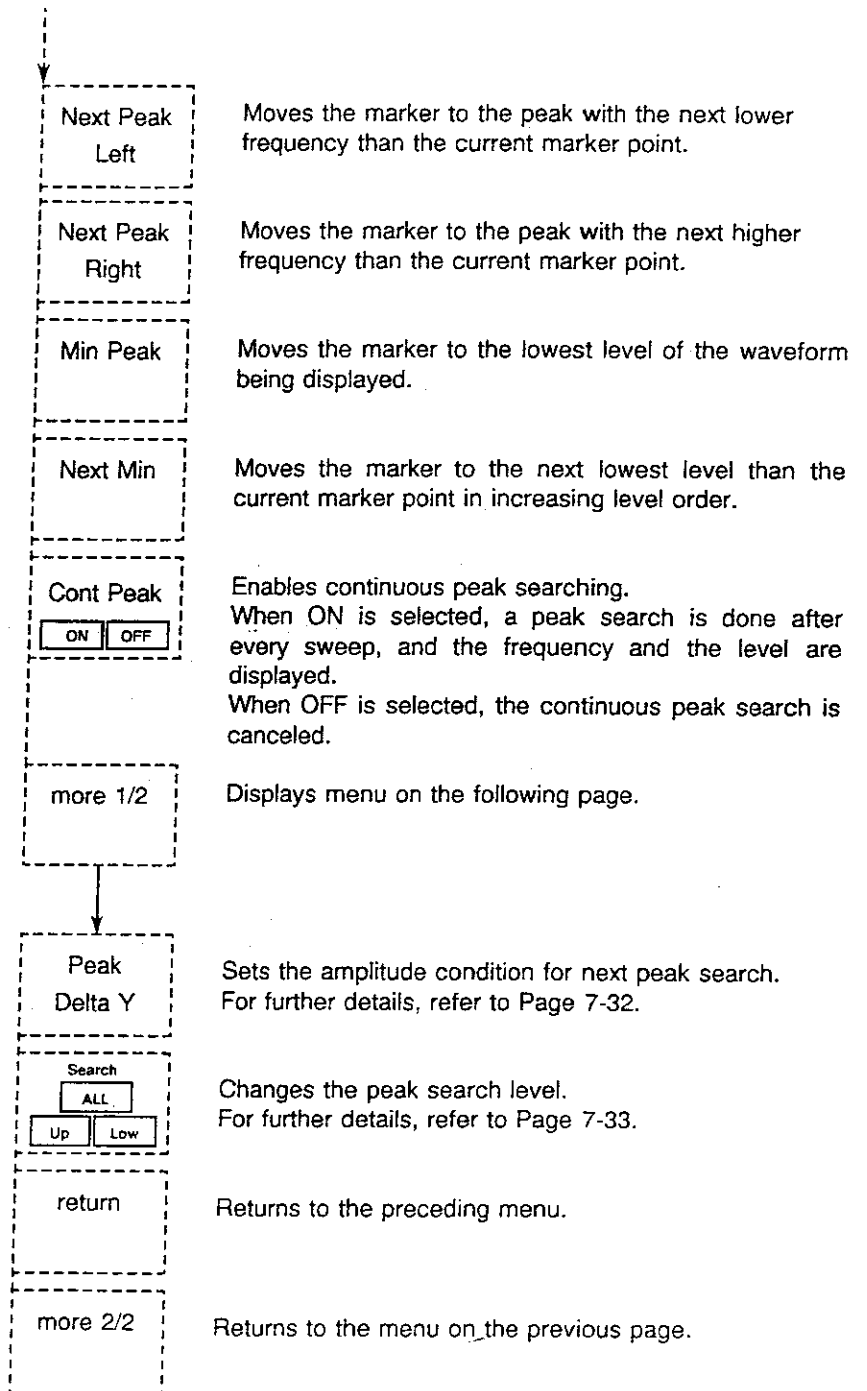 Next Peak
Left
Moves the marker to the peak with the next lower
frequency than the current marker point.
Next Peak
Right
Moves the marker to the peak with the next higher
frequency than the current marker point.
Min Peak
Moves the marker to the lowest level of the waveform
being displayed.
Next Min
Moves the marker to the next lowest level than the
current marker point in increasing level order.
Cont Peak
ON OFF
Enables continuous peak searching.
When ON is selected, a peak search is done after
every sweep, and the frequency and the level are
displayed.
When OFF is selected, the continuous peak search is
canceled.
more 1/2
Displays menu on the following page.
Peak
Delta Y
Sets the amplitude condition for next peak search.
For further details, refer to Page 7-32.
Search
ALL
Up Low
Changes the peak search level.
For further details, refer to Page 7-33.
return
Returns to the preceding menu.
more 2/2
Returns to the menu on the previous page.